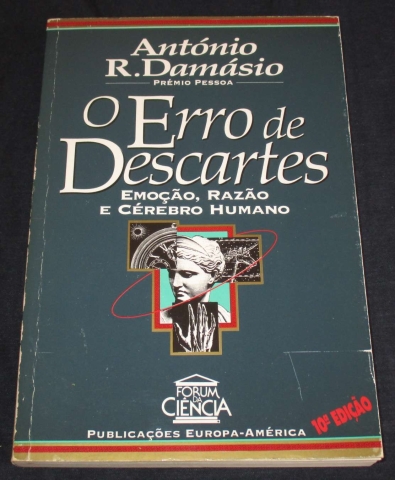 António
R. Damásio
PRÉMIO PESSOA
O Erro de
Descartes
EMOÇÃO, RAZÃO
E CÉREBRO HUMANO
FORUM
DA
CIÊNCIA
10ª EDIÇÃO
PUBLICAÇÕES EUROPA-AMÉRICA